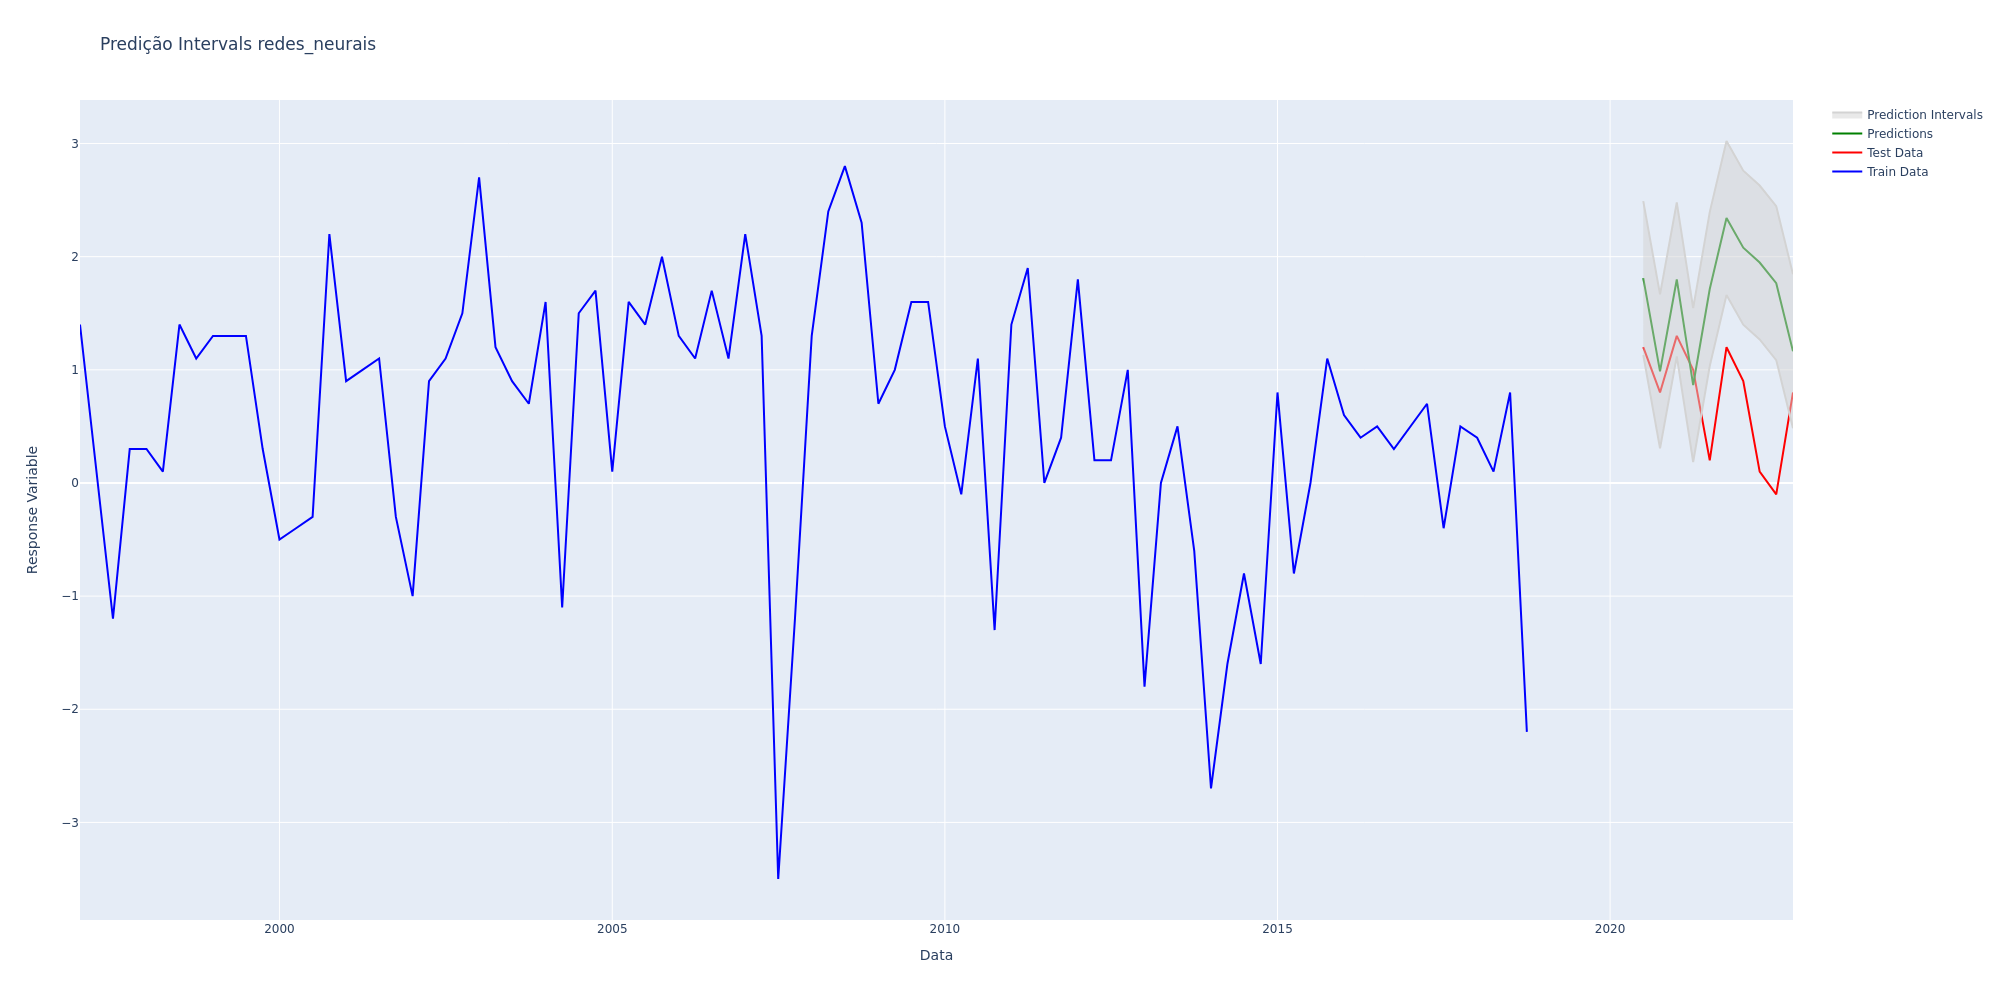 Predição Intervals redes_neurais
Prediction Intervals
Predictions
Test Data
Train Data
Response Variable
3
2
1
0
−1
−2
−3
2000
2005
2010
2015
2020
Data